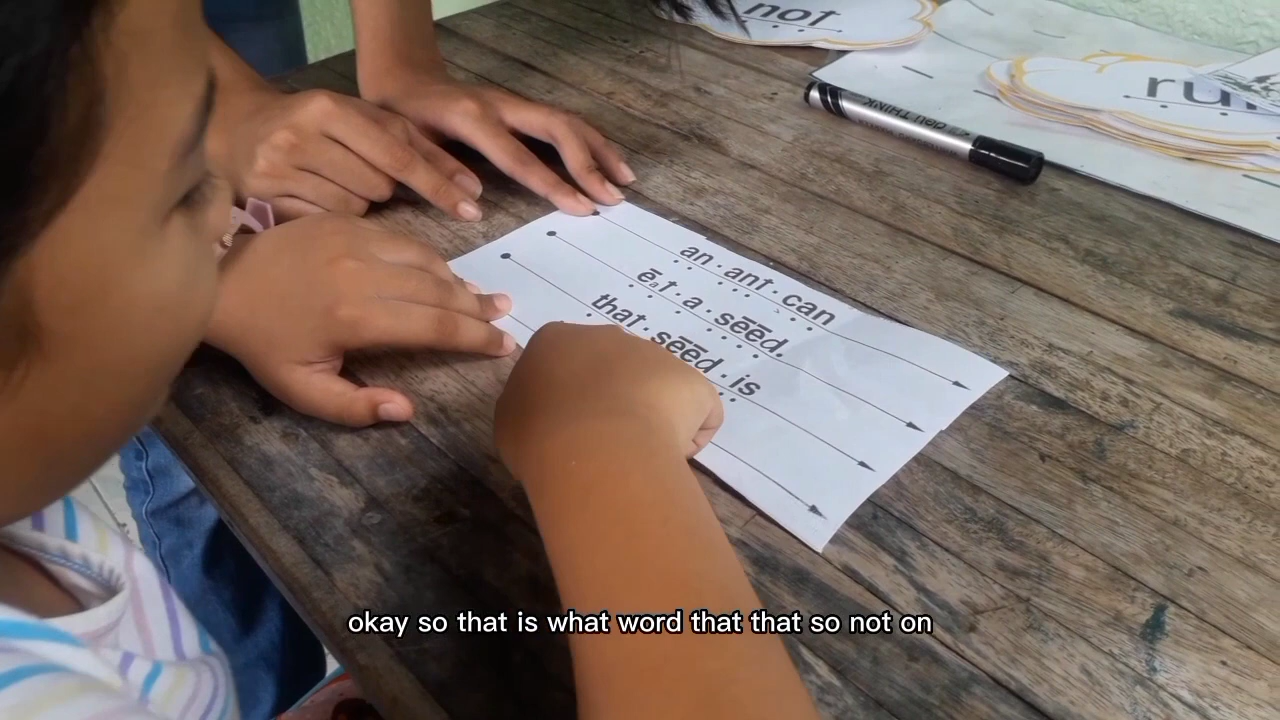 not
deli THINK
an ant can
ēat a sēēd.
that sēēd is
okay so that is what word that that so not on